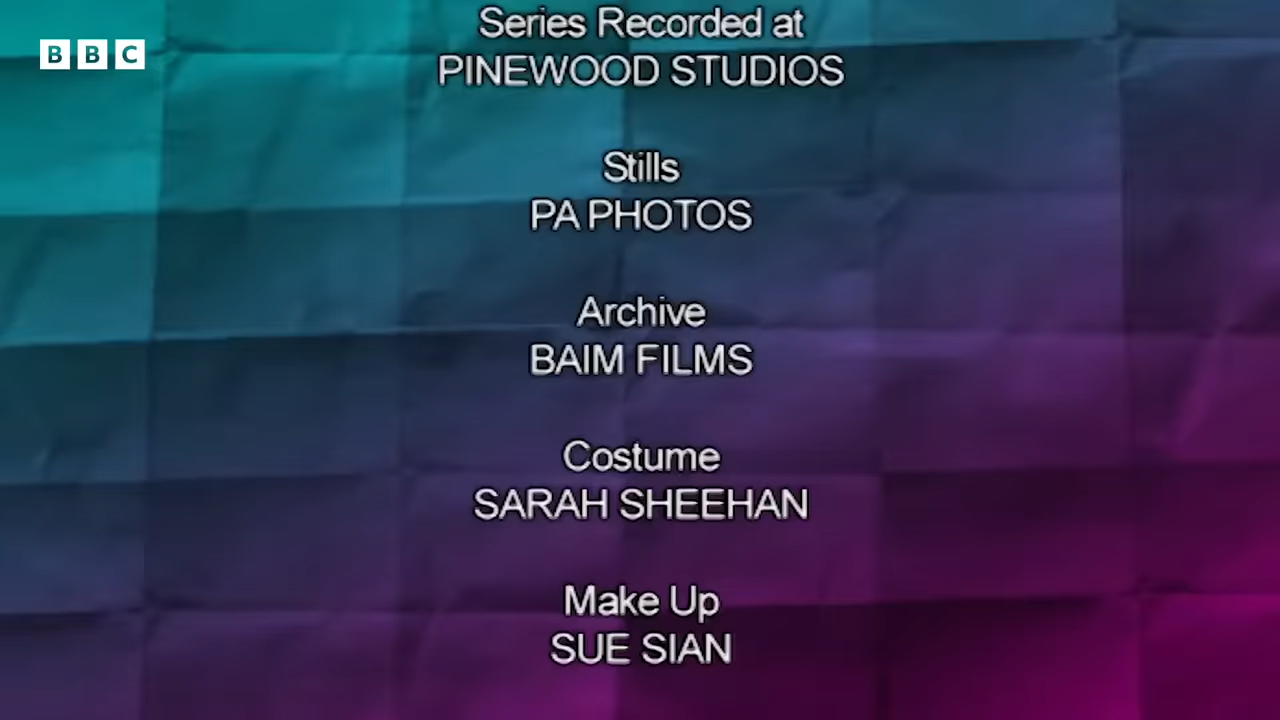 BBC
Series Recorded at
PINEWOOD STUDIOS
Stills
PA PHOTOS
Archive
BAIM FILMS
Costume
SARAH SHEEHAN
Make Up
SUE SIAN